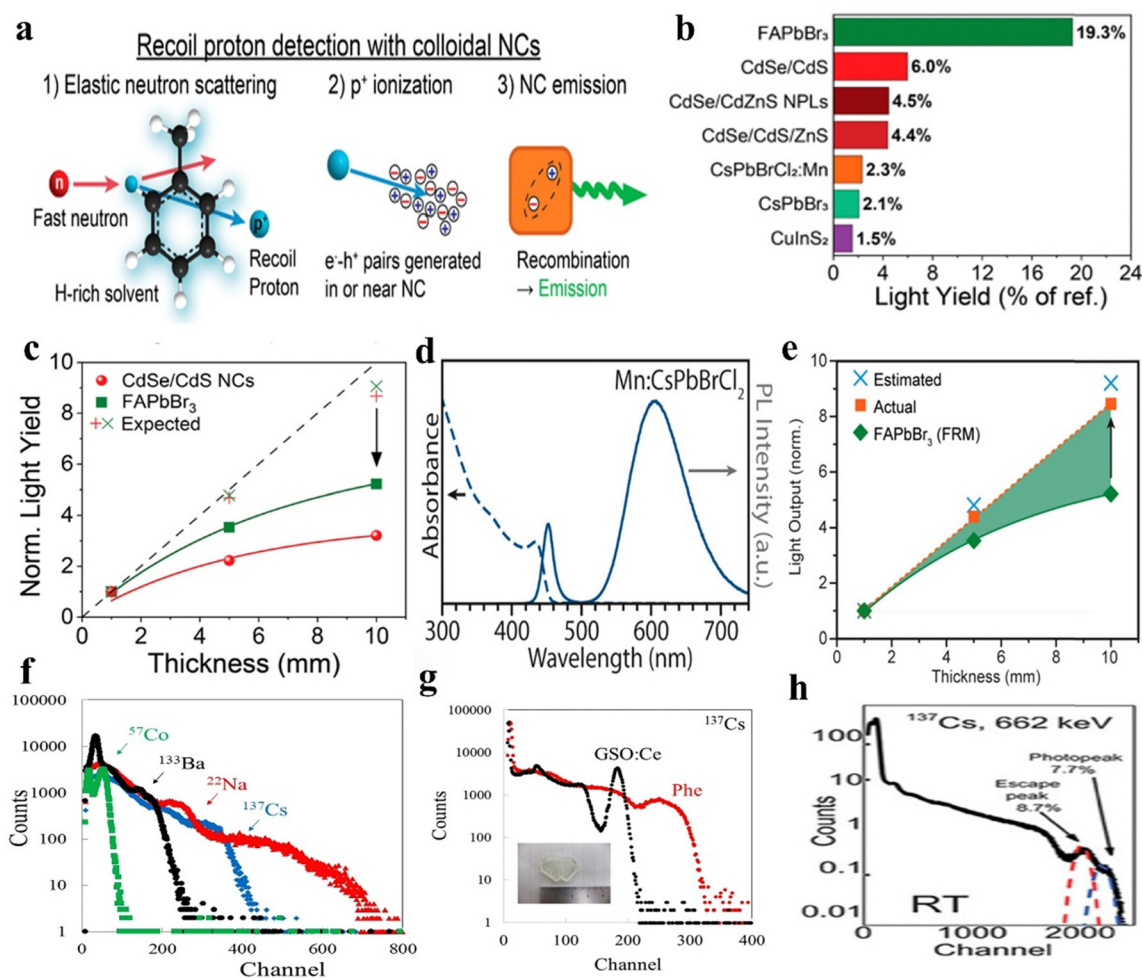 a
Recoil proton detection with colloidal NCs
1) Elastic neutron scattering
2) p⁺ ionization
3) NC emission
n
Fast neutron
H-rich solvent
p⁺
Recoil
Proton
e⁻-h⁺ pairs generated
in or near NC
Recombination
→ Emission
b
FAPbBr₃
19.3%
CdSe/CdS
6.0%
CdSe/CdZnS NPLs
4.5%
CdSe/CdS/ZnS
4.4%
CsPbBrCl₂:Mn
2.3%
CsPbBr₃
2.1%
CuInS₂
1.5%
0 4 8 12 16 20 24
Light Yield (% of ref.)
c
10
8
6
4
2
0
Norm. Light Yield
CdSe/CdS NCs
FAPbBr₃
Expected
0 2 4 6 8 10
Thickness (mm)
d
Mn:CsPbBrCl₂
Absorbance
PL Intensity (a.u.)
300 400 500 600 700
Wavelength (nm)
e
10
8
6
4
2
0
Light Output (norm.)
Estimated
Actual
FAPbBr₃ (FRM)
0 2 4 6 8 10
Thickness (mm)
f
100000
10000
1000
100
10
1
Counts
⁵⁷Co
¹³³Ba
²²Na
¹³⁷Cs
0 200 400 600 800
Channel
g
100000
10000
1000
100
10
1
Counts
¹³⁷Cs
GSO:Ce
Phe
0 100 200 300 400
Channel
h
100
10
1
0.1
0.01
Counts
¹³⁷Cs, 662 keV
Photopeak
7.7%
Escape
peak
8.7%
RT
0 1000 2000
Channel